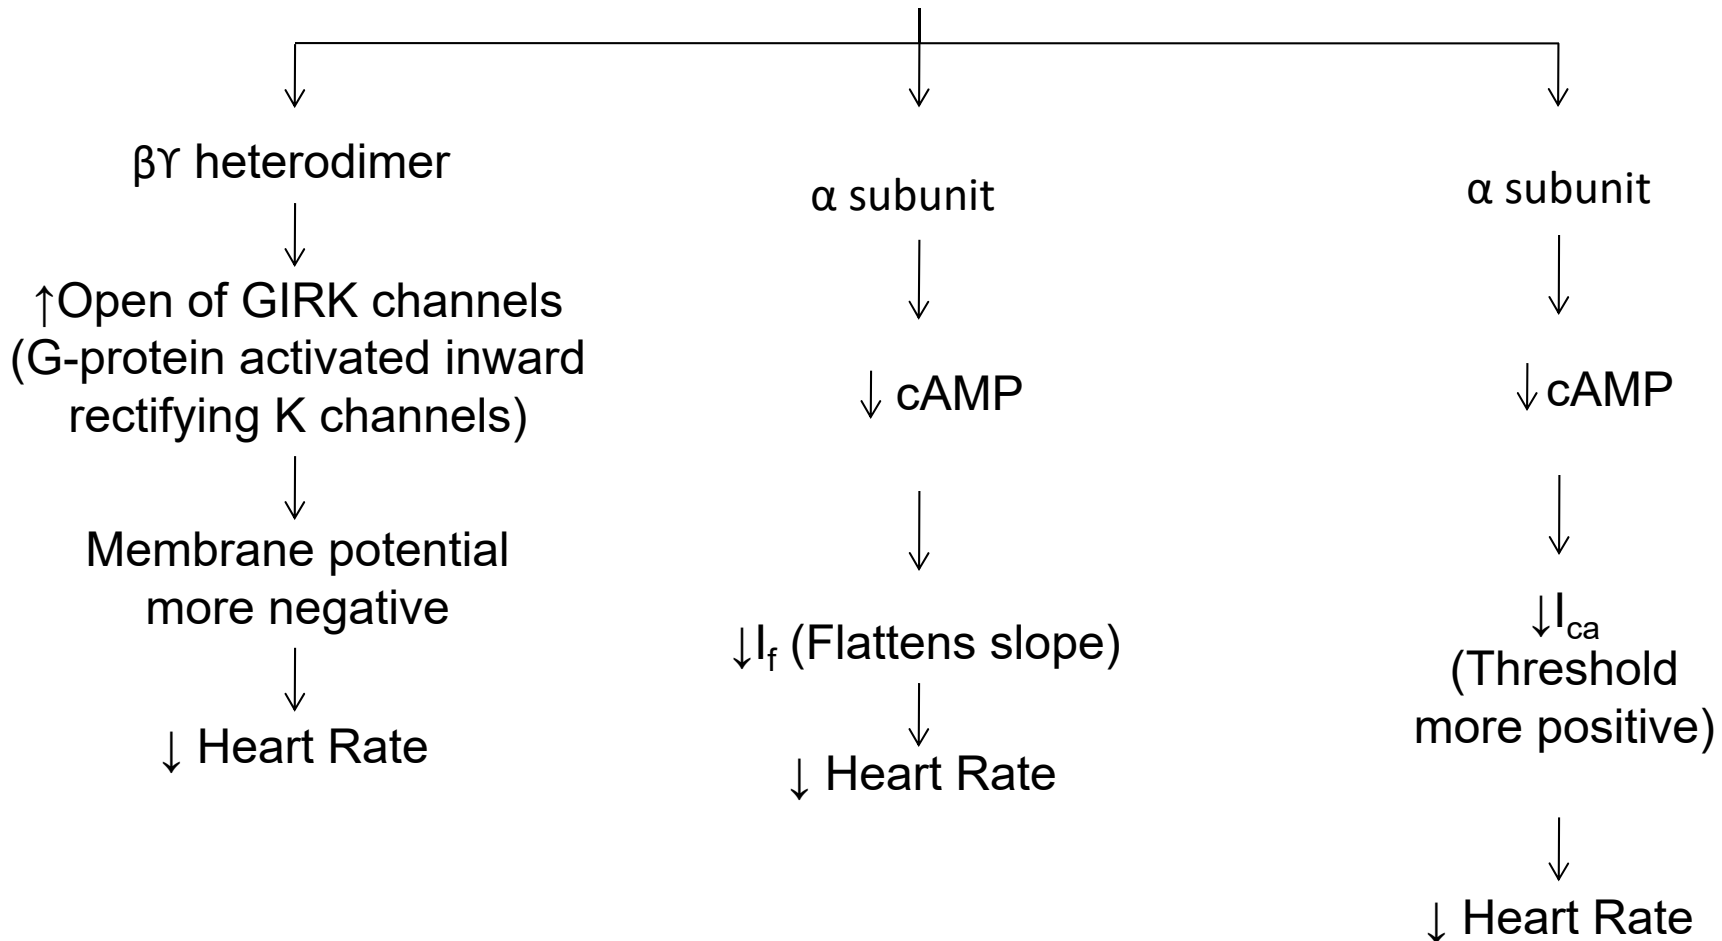 βϒ heterodimer
↑Open of GIRK channels
(G-protein activated inward
rectifying K channels)
Membrane potential
more negative
↓ Heart Rate
α subunit
↓ cAMP
↓If (Flattens slope)
↓ Heart Rate
α subunit
↓ cAMP
↓Ica
(Threshold
more positive)
↓ Heart Rate